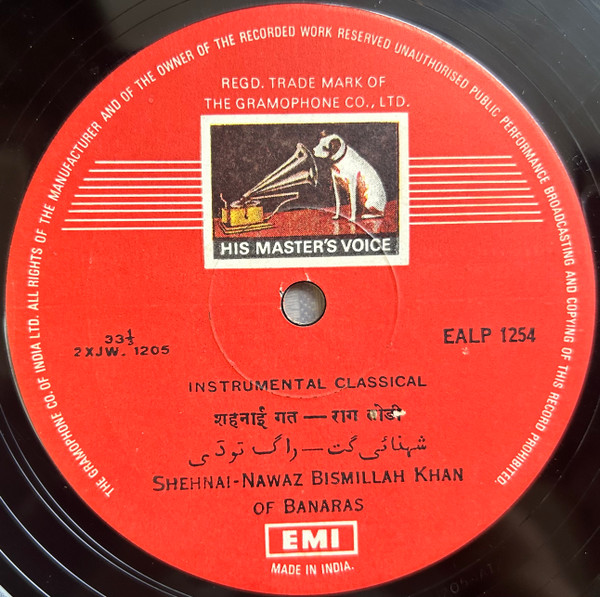 THE GRAMOPHONE CO. OF INDIA LTD. ALL RIGHTS OF THE MANUFACTURER AND OF THE OWNER OF THE RECORDED WORK RESERVED UNAUTHORISED PUBLIC PERFORMANCE BROADCASTING AND COPYING OF THIS RECORD PROHIBITED.
REGD. TRADE MARK OF
THE GRAMOPHONE CO., LTD.
HIS MASTER'S VOICE
33⅓
2XJW. 1205
EALP 1254
INSTRUMENTAL CLASSICAL
शहनाई गत — राग तोडी
شہنائی گت — راگ توڈی
SHEHNAI-NAWAZ BISMILLAH KHAN
OF BANARAS
EMI
MADE IN INDIA.